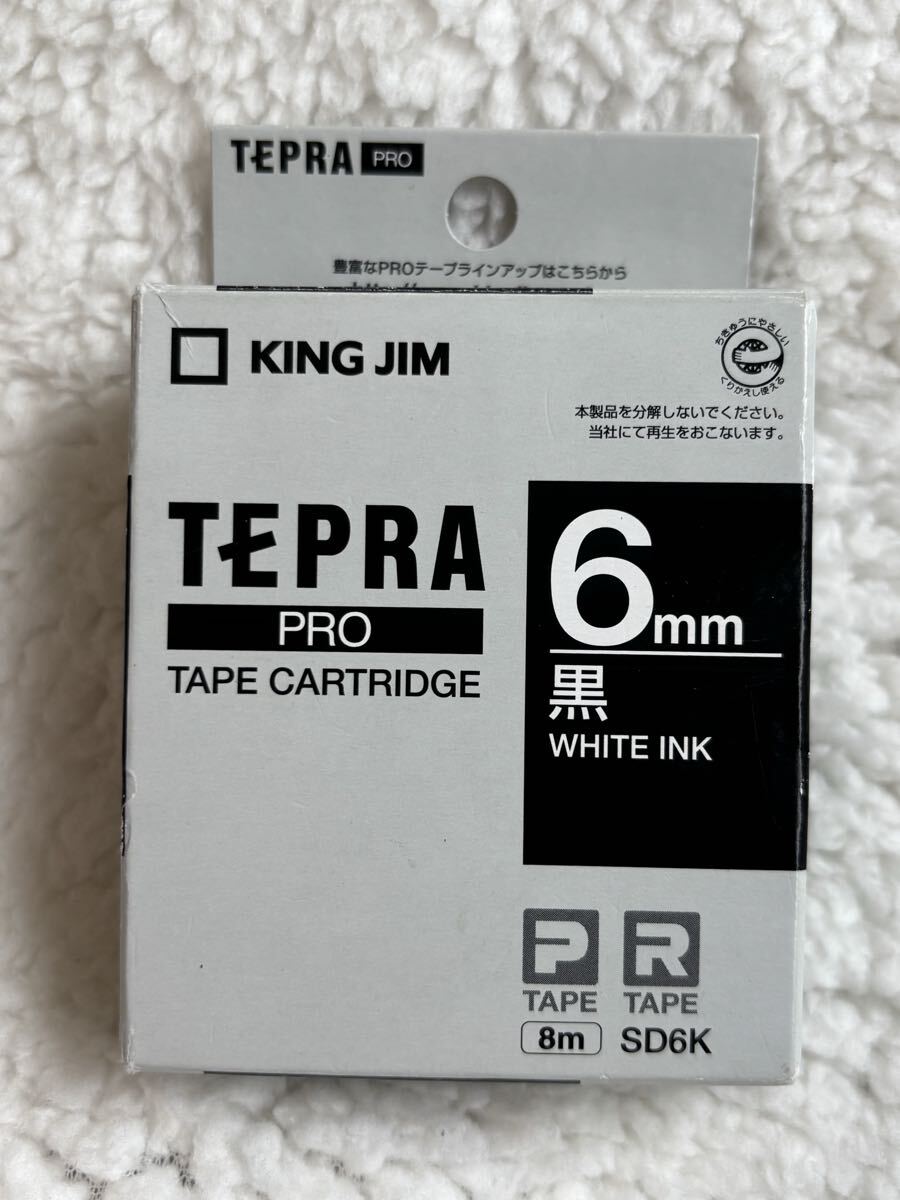 TEPRA PRO
豊富なPROテープラインアップはこちらから
KING JIM
ちきゅうにやさしい
くりかえし使える
本製品を分解しないでください。
当社にて再生をおこないます。
TEPRA
PRO
TAPE CARTRIDGE
6mm
黒
WHITE INK
P R
TAPE TAPE
8m SD6K